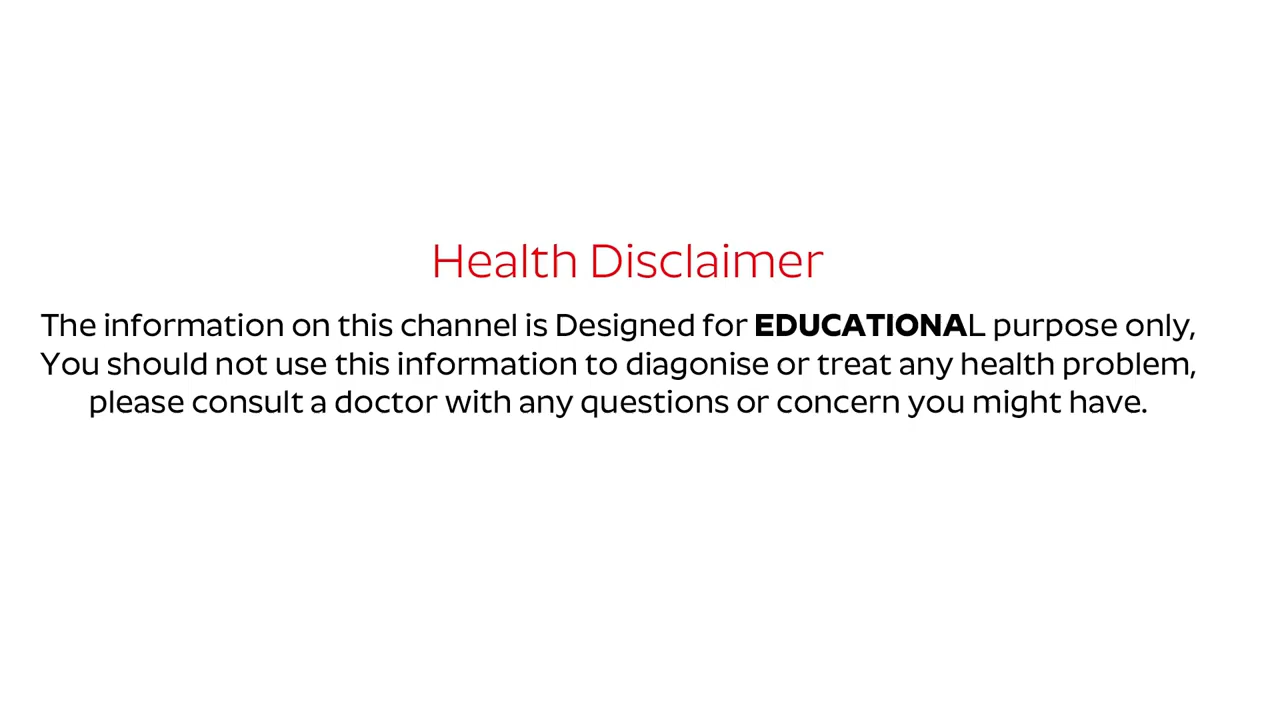 Health Disclaimer
The information on this channel is Designed for EDUCATIONAL purpose only,
You should not use this information to diagonise or treat any health problem,
please consult a doctor with any questions or concern you might have.